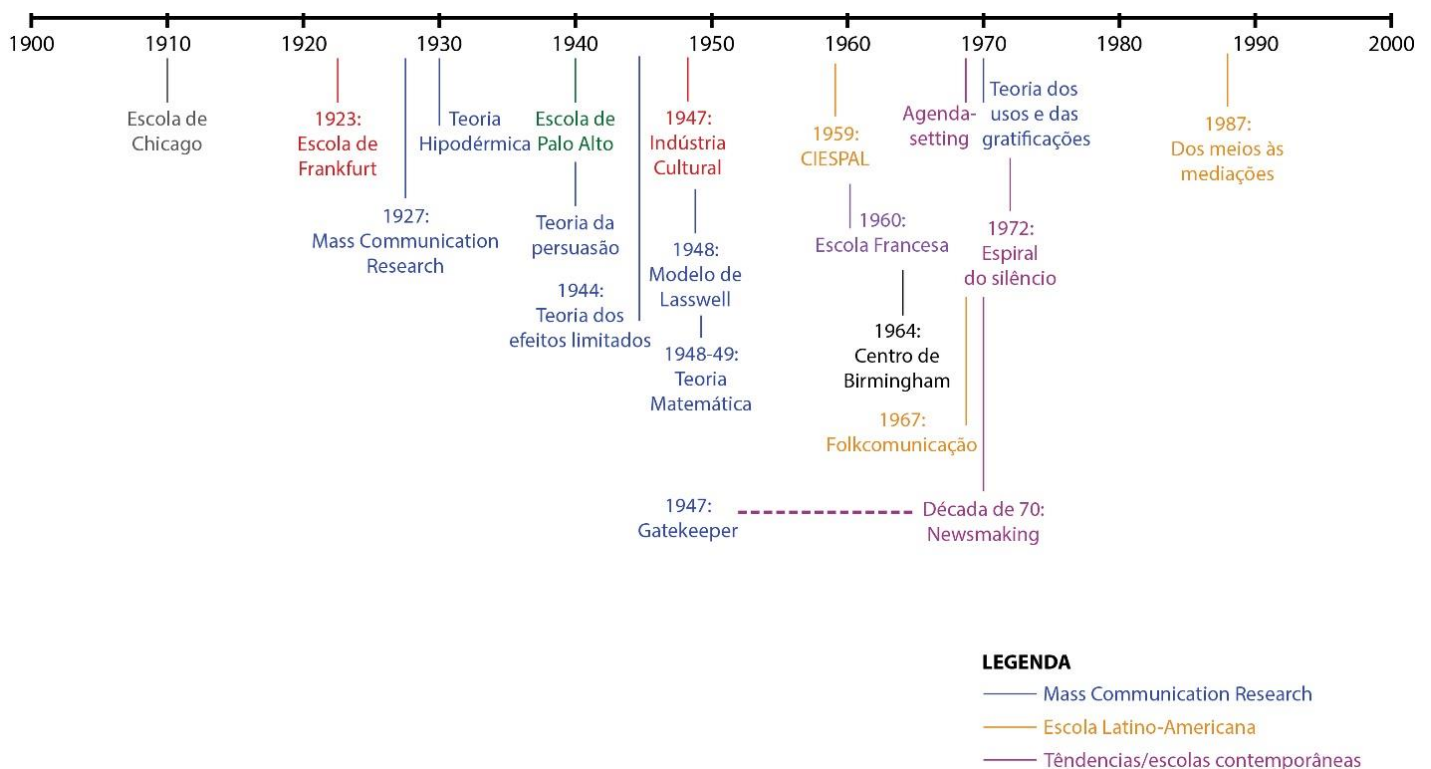 1900 1910 1920 1930 1940 1950 1960 1970 1980 1990 2000
Escola de
Chicago
1923:
Escola de
Frankfurt
1927:
Mass Communication
Research
Teoria
Hipodérmica
Escola de
Palo Alto
Teoria da
persuasão
1944:
Teoria dos
efeitos limitados
1947:
Indústria
Cultural
1948:
Modelo de
Lasswell
1948-49:
Teoria
Matemática
1947:
Gatekeeper
1959:
CIESPAL
1960:
Escola Francesa
1964:
Centro de
Birmingham
1967:
Folkcomunicação
Agenda-
setting
Teoria dos
usos e das
gratificações
1972:
Espiral
do silêncio
Década de 70:
Newsmaking
1987:
Dos meios às
mediações
LEGENDA
Mass Communication Research
Escola Latino-Americana
Têndencias/escolas contemporâneas